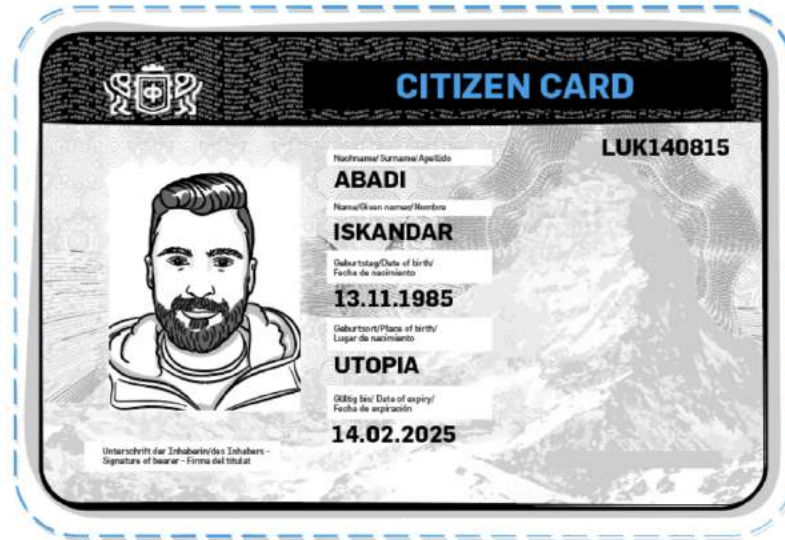 CITIZEN CARD
LUK140815
Nachname/Surname/Apellido
ABADI
Name/Given names/Nombre
ISKANDAR
Geburtstag/Date of birth/
Fecha de nacimiento
13.11.1985
Geburtsort/Place of birth/
Lugar de nacimiento
UTOPIA
Gültig bis/ Date of expiry/
Fecha de expiración
14.02.2025
Unterschrift der Inhaberin/des Inhabers -
Signature of bearer - Firma del titulat